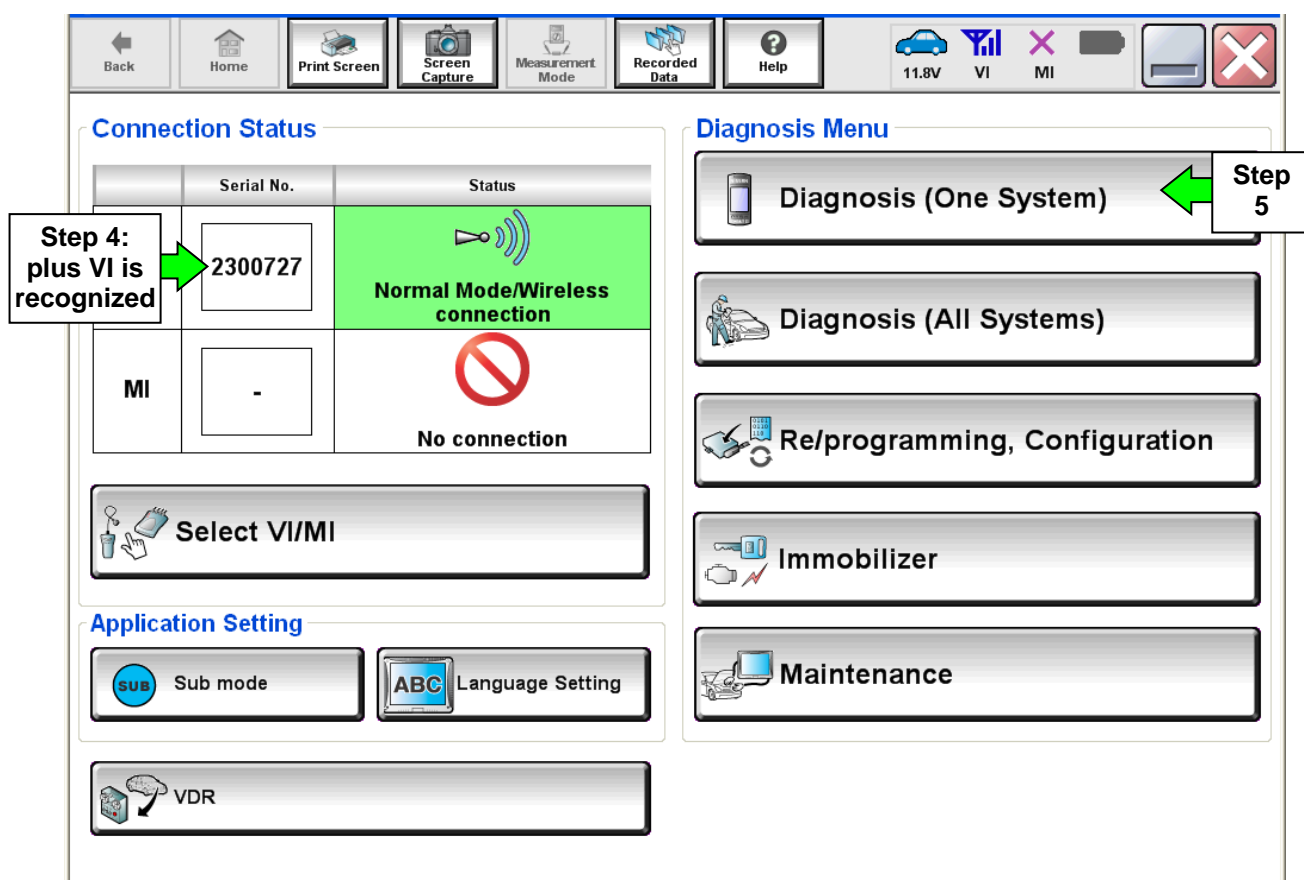 Back
Home
Print Screen
Screen
Capture
Measurement
Mode
Recorded
Data
Help
11.8V
VI
MI
Connection Status
Serial No.
Status
Step 4:
plus VI is
recognized
2300727
Normal Mode/Wireless
connection
MI
-
No connection
Select VI/MI
Application Setting
SUB
Sub mode
ABC
Language Setting
VDR
Diagnosis Menu
Diagnosis (One System)
Step
5
Diagnosis (All Systems)
Re/programming, Configuration
Immobilizer
Maintenance